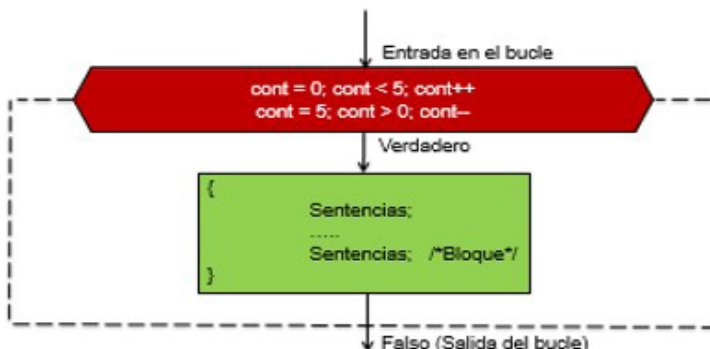 Entrada en el bucle
cont = 0; cont < 5; cont++
cont = 5; cont > 0; cont--
Verdadero
{
Sentencias;
.....
Sentencias; /*Bloque*/
}
Falso (Salida del bucle)